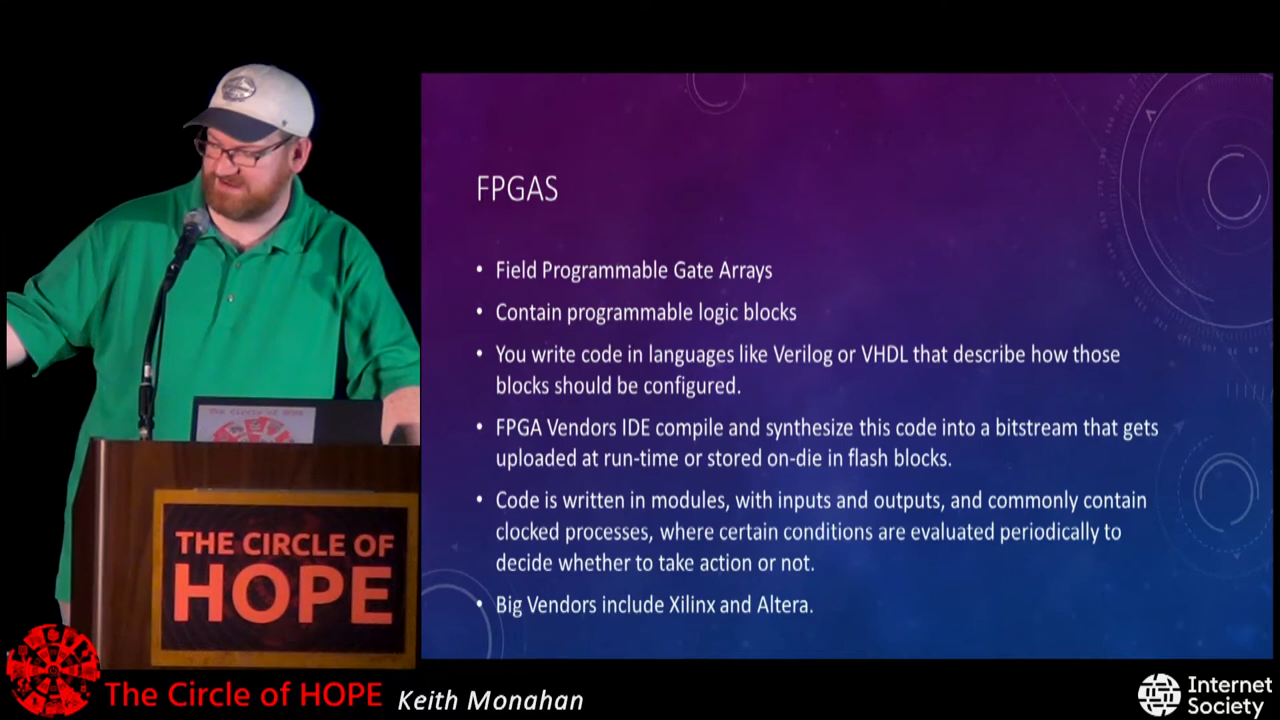 FPGAS
• Field Programmable Gate Arrays
• Contain programmable logic blocks
• You write code in languages like Verilog or VHDL that describe how those
blocks should be configured.
• FPGA Vendors IDE compile and synthesize this code into a bitstream that gets
uploaded at run-time or stored on-die in flash blocks.
• Code is written in modules, with inputs and outputs, and commonly contain
clocked processes, where certain conditions are evaluated periodically to
decide whether to take action or not.
• Big Vendors include Xilinx and Altera.
The Circle of HOPE
THE CIRCLE OF
HOPE
The Circle of HOPE
Keith Monahan
Internet
Society